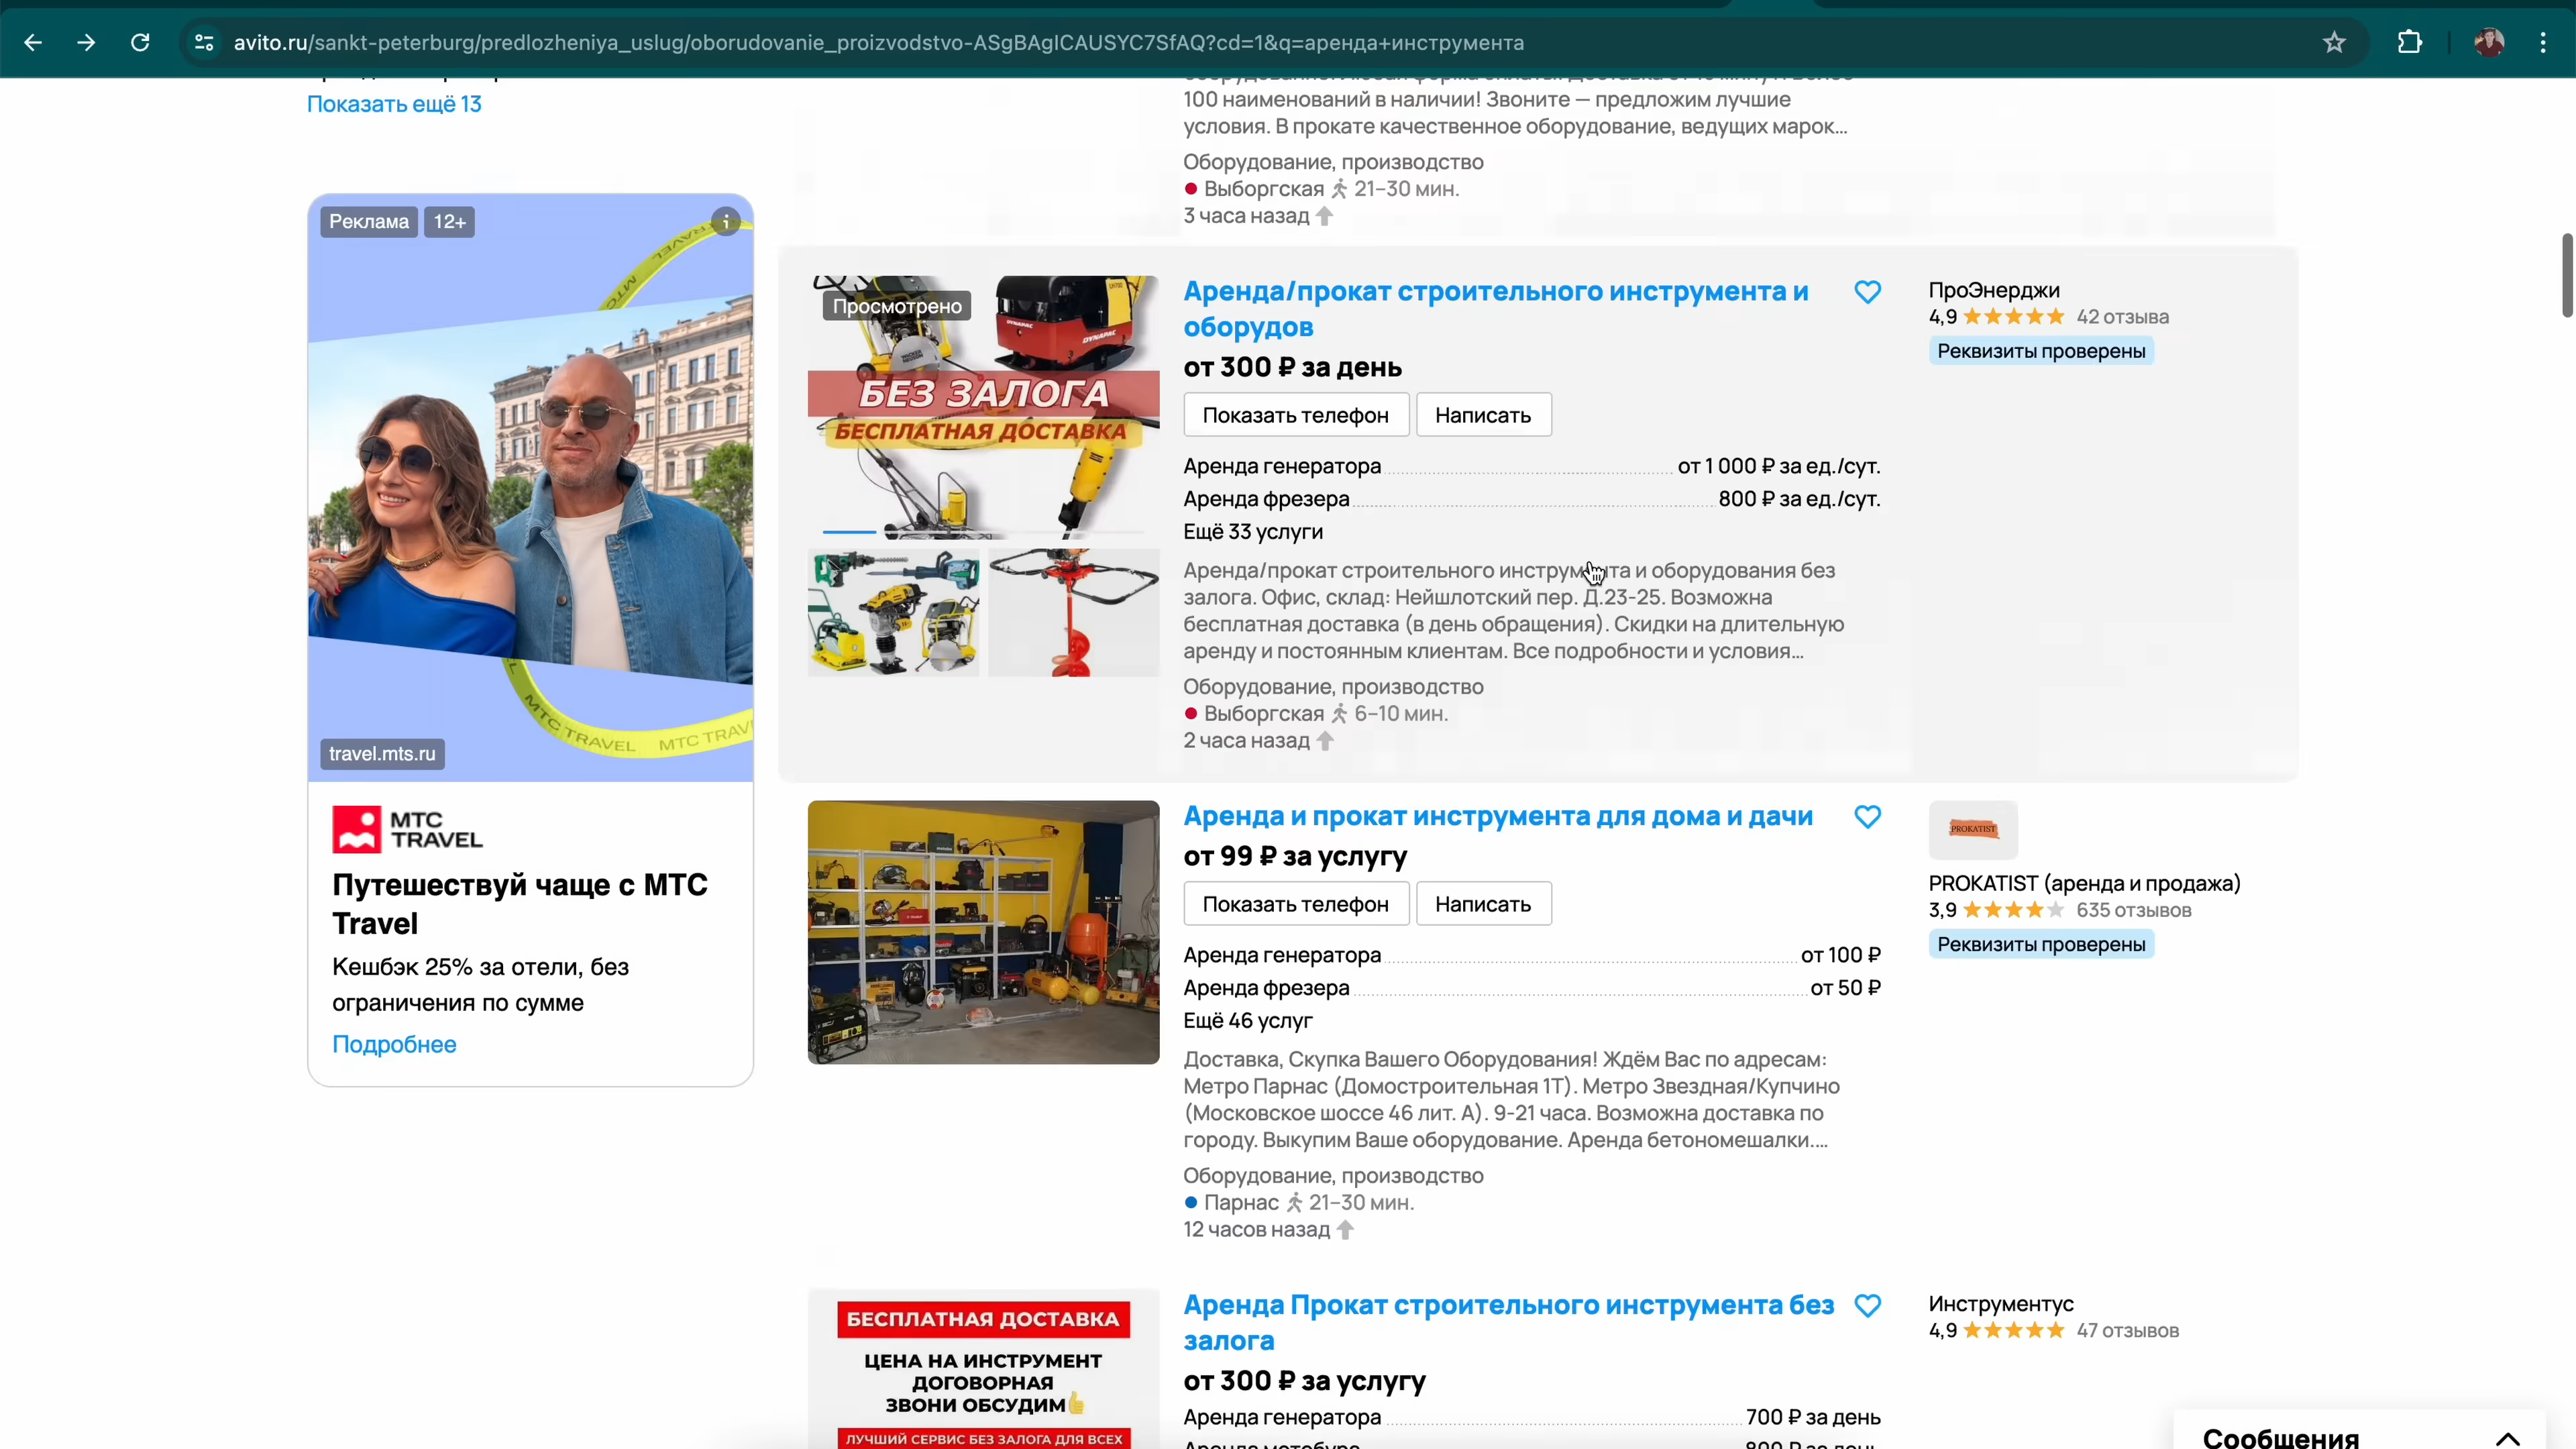 avito.ru/sankt-peterburg/predlozheniya_uslug/oborudovanie_proizvodstvo-ASgBAgICAUSYC7SfAQ?cd=1&q=аренда+инструмента
Показать ещё 13
100 наименований в наличии! Звоните — предложим лучшие
условия. В прокате качественное оборудование, ведущих марок...
Оборудование, производство
Выборгская 21–30 мин.
3 часа назад
Реклама 12+
travel.mts.ru
МТС
TRAVEL
Путешествуй чаще с МТС
Travel
Кешбэк 25% за отели, без
ограничения по сумме
Подробнее
МТС TRAVEL МТС TRAV
Просмотрено
БЕЗ ЗАЛОГА
БЕСПЛАТНАЯ ДОСТАВКА
DYNAPAC
Аренда/прокат строительного инструмента и
оборудов
от 300 ₽ за день
Показать телефон Написать
Аренда генератора от 1 000 ₽ за ед./сут.
Аренда фрезера 800 ₽ за ед./сут.
Ещё 33 услуги
Аренда/прокат строительного инструмента и оборудования без
залога. Офис, склад: Нейшлотский пер. Д.23-25. Возможна
бесплатная доставка (в день обращения). Скидки на длительную
аренду и постоянным клиентам. Все подробности и условия...
Оборудование, производство
Выборгская 6–10 мин.
2 часа назад
ПроЭнерджи
4,9 42 отзыва
Реквизиты проверены
Аренда и прокат инструмента для дома и дачи
от 99 ₽ за услугу
Показать телефон Написать
Аренда генератора от 100 ₽
Аренда фрезера от 50 ₽
Ещё 46 услуг
Доставка, Скупка Вашего Оборудования! Ждём Вас по адресам:
Метро Парнас (Домостроительная 1Т). Метро Звездная/Купчино
(Московское шоссе 46 лит. А). 9-21 часа. Возможна доставка по
городу. Выкупим Ваше оборудование. Аренда бетономешалки....
Оборудование, производство
Парнас 21–30 мин.
12 часов назад
PROKATIST
PROKATIST (аренда и продажа)
3,9 635 отзывов
Реквизиты проверены
БЕСПЛАТНАЯ ДОСТАВКА
ЦЕНА НА ИНСТРУМЕНТ
ДОГОВОРНАЯ
ЗВОНИ ОБСУДИМ
ЛУЧШИЙ СЕРВИС БЕЗ ЗАЛОГА ДЛЯ ВСЕХ
Аренда Прокат строительного инструмента без
залога
от 300 ₽ за услугу
Аренда генератора 700 ₽ за день
Аренда мотобура 800 ₽ за день
Инструментус
4,9 47 отзывов
Сообщения